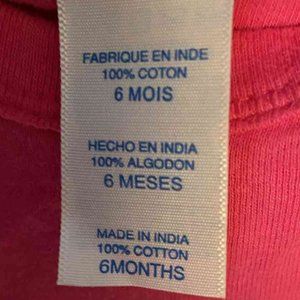 FABRIQUE EN INDE
100% COTON
6 MOIS
HECHO EN INDIA
100% ALGODON
6 MESES
MADE IN INDIA
100% COTTON
6MONTHS